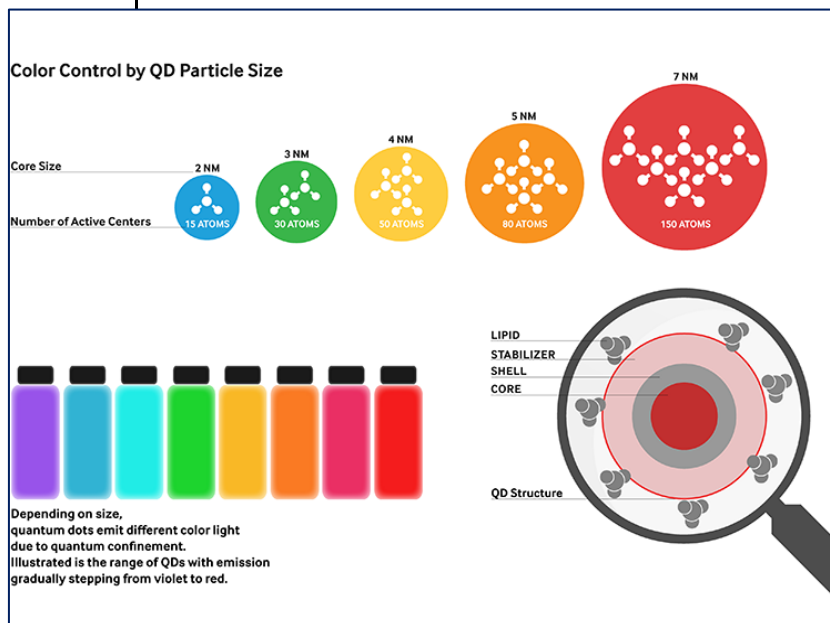 Color Control by QD Particle Size
7 NM
5 NM
4 NM
3 NM
Core Size
2 NM
Number of Active Centers
15 ATOMS
30 ATOMS
50 ATOMS
80 ATOMS
150 ATOMS
LIPID
STABILIZER
SHELL
CORE
QD Structure
Depending on size,
quantum dots emit different color light
due to quantum confinement.
Illustrated is the range of QDs with emission
gradually stepping from violet to red.